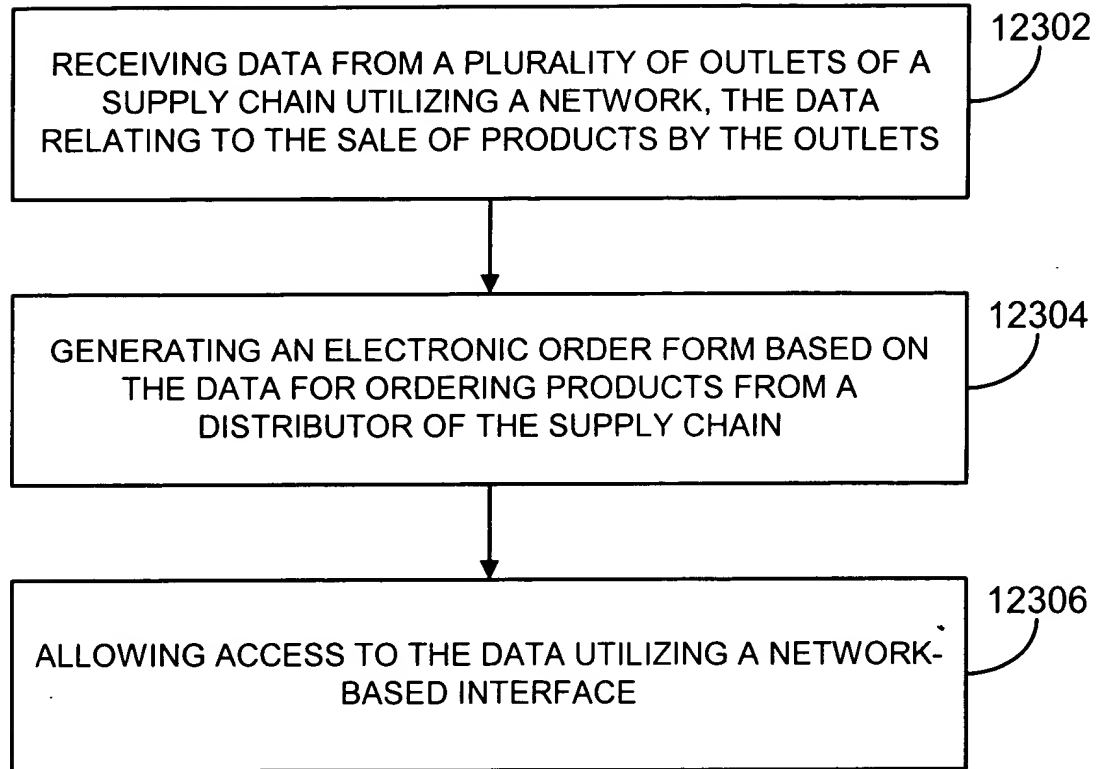 12302
RECEIVING DATA FROM A PLURALITY OF OUTLETS OF A
SUPPLY CHAIN UTILIZING A NETWORK, THE DATA
RELATING TO THE SALE OF PRODUCTS BY THE OUTLETS
12304
GENERATING AN ELECTRONIC ORDER FORM BASED ON
THE DATA FOR ORDERING PRODUCTS FROM A
DISTRIBUTOR OF THE SUPPLY CHAIN
12306
ALLOWING ACCESS TO THE DATA UTILIZING A NETWORK-
BASED INTERFACE